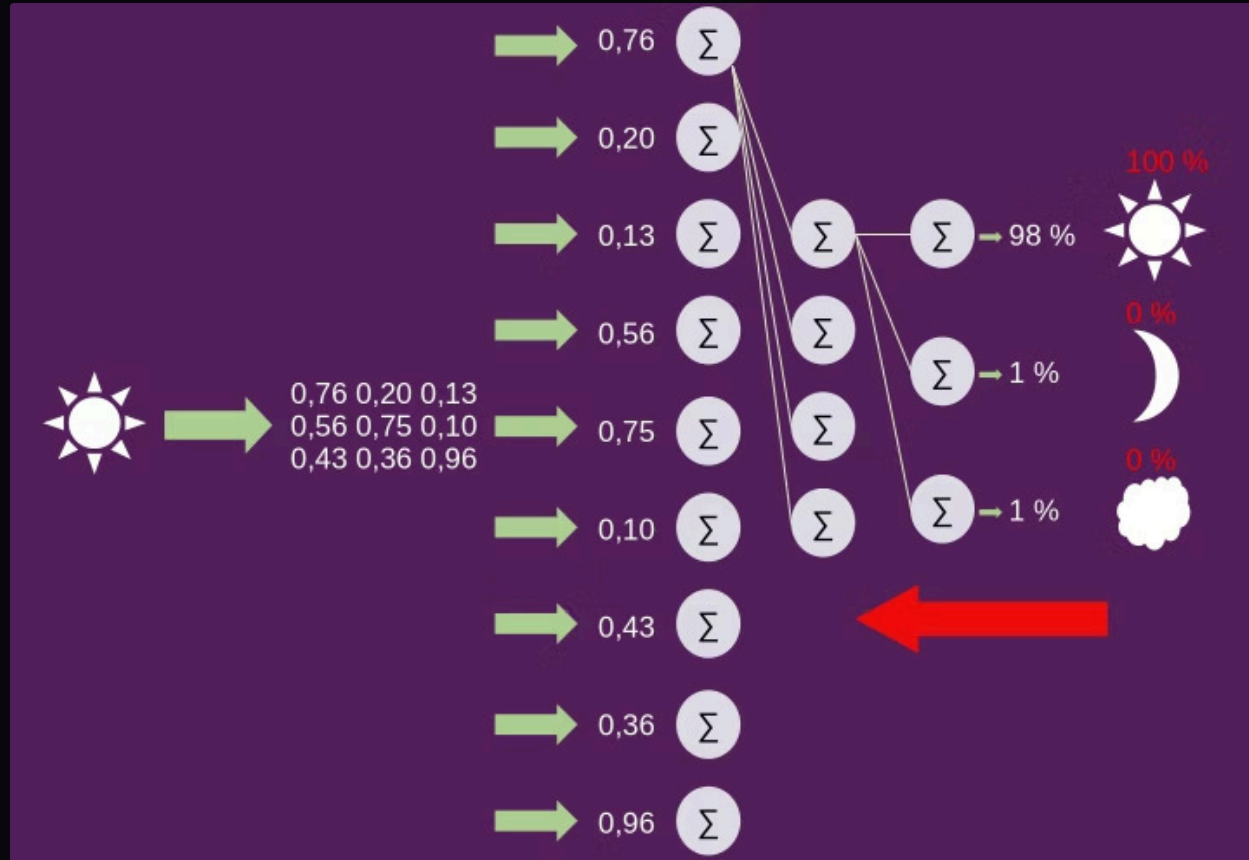 0,76 0,20 0,13
0,56 0,75 0,10
0,43 0,36 0,96
0,76 ∑
0,20 ∑
0,13 ∑
0,56 ∑
0,75 ∑
0,10 ∑
0,43 ∑
0,36 ∑
0,96 ∑
∑
∑
∑
∑
∑ 98 %
∑ 1 %
∑ 1 %
100 %
0 %
0 %